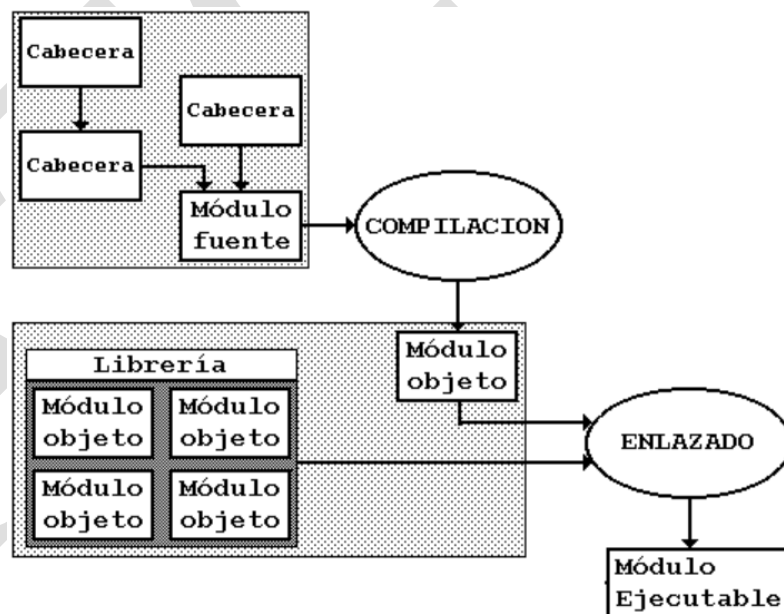 Cabecera
Cabecera
Cabecera
Módulo
fuente
COMPILACION
Módulo
objeto
Librería
Módulo
objeto
Módulo
objeto
Módulo
objeto
Módulo
objeto
ENLAZADO
Módulo
Ejecutable